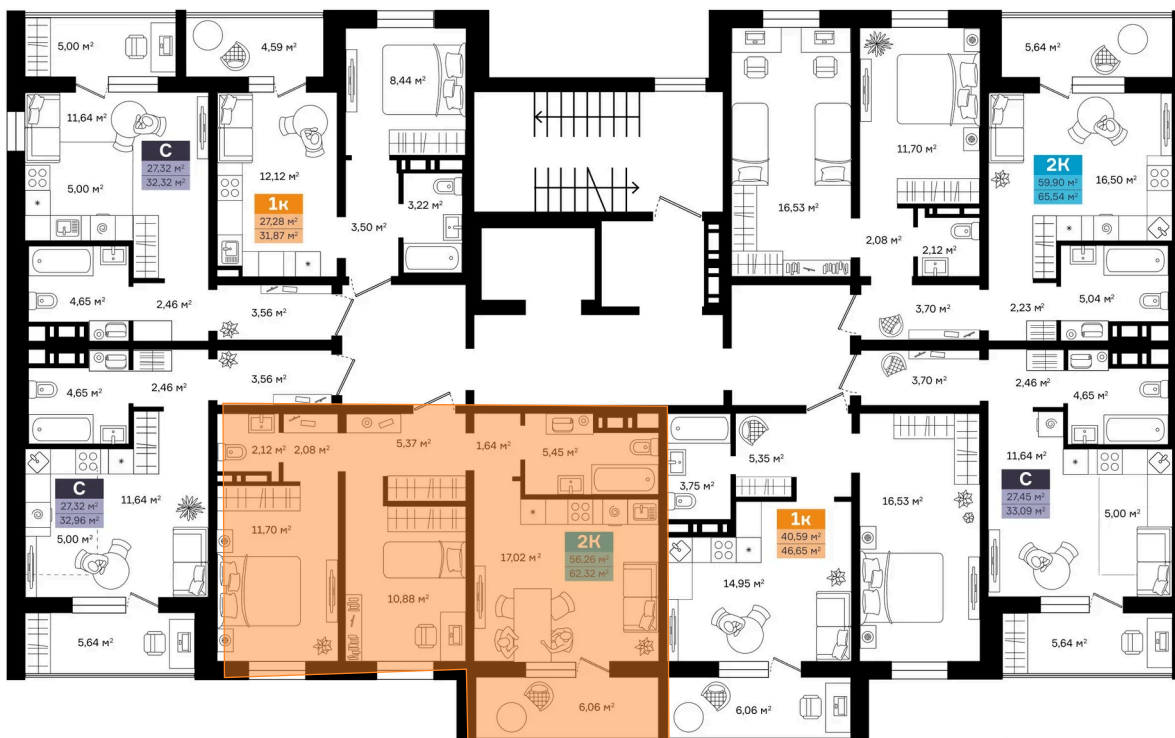 5,00 м²
4,59 м²
8,44 м²
11,64 м²
С
27,32 м²
32,32 м²
5,00 м²
12,12 м²
1к
27,28 м²
31,87 м²
3,50 м²
3,22 м²
4,65 м²
2,46 м²
3,56 м²
16,53 м²
11,70 м²
2,08 м²
2,12 м²
5,64 м²
2К
59,90 м²
65,54 м²
16,50 м²
3,70 м²
2,23 м²
5,04 м²
4,65 м²
2,46 м²
3,56 м²
С
27,32 м²
32,96 м²
11,64 м²
5,00 м²
5,64 м²
2,12 м²
2,08 м²
5,37 м²
1,64 м²
5,45 м²
11,70 м²
10,88 м²
17,02 м²
2К
56,26 м²
62,32 м²
6,06 м²
3,75 м²
5,35 м²
1к
40,59 м²
46,65 м²
14,95 м²
16,53 м²
6,06 м²
3,70 м²
2,46 м²
4,65 м²
11,64 м²
С
27,45 м²
33,09 м²
5,00 м²
5,64 м²